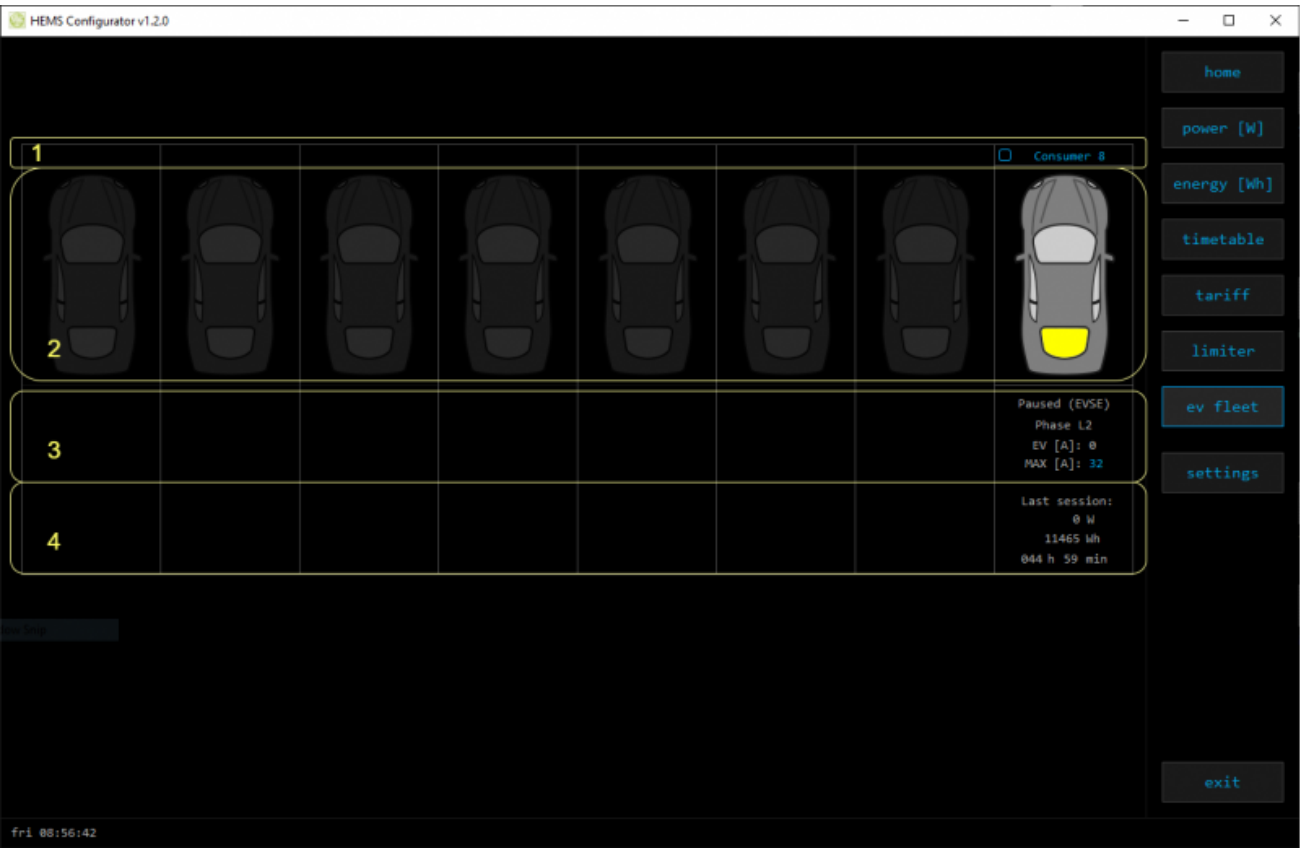 HEMS Configurator v1.2.0
home
power [W]
energy [Wh]
timetable
tariff
limiter
ev fleet
settings
exit
1
Consumer 8
2
3
Paused (EVSE)
Phase L2
EV [A]: 0
MAX [A]: 32
4
Last session:
0 W
11465 Wh
044 h 59 min
fri 08:56:42